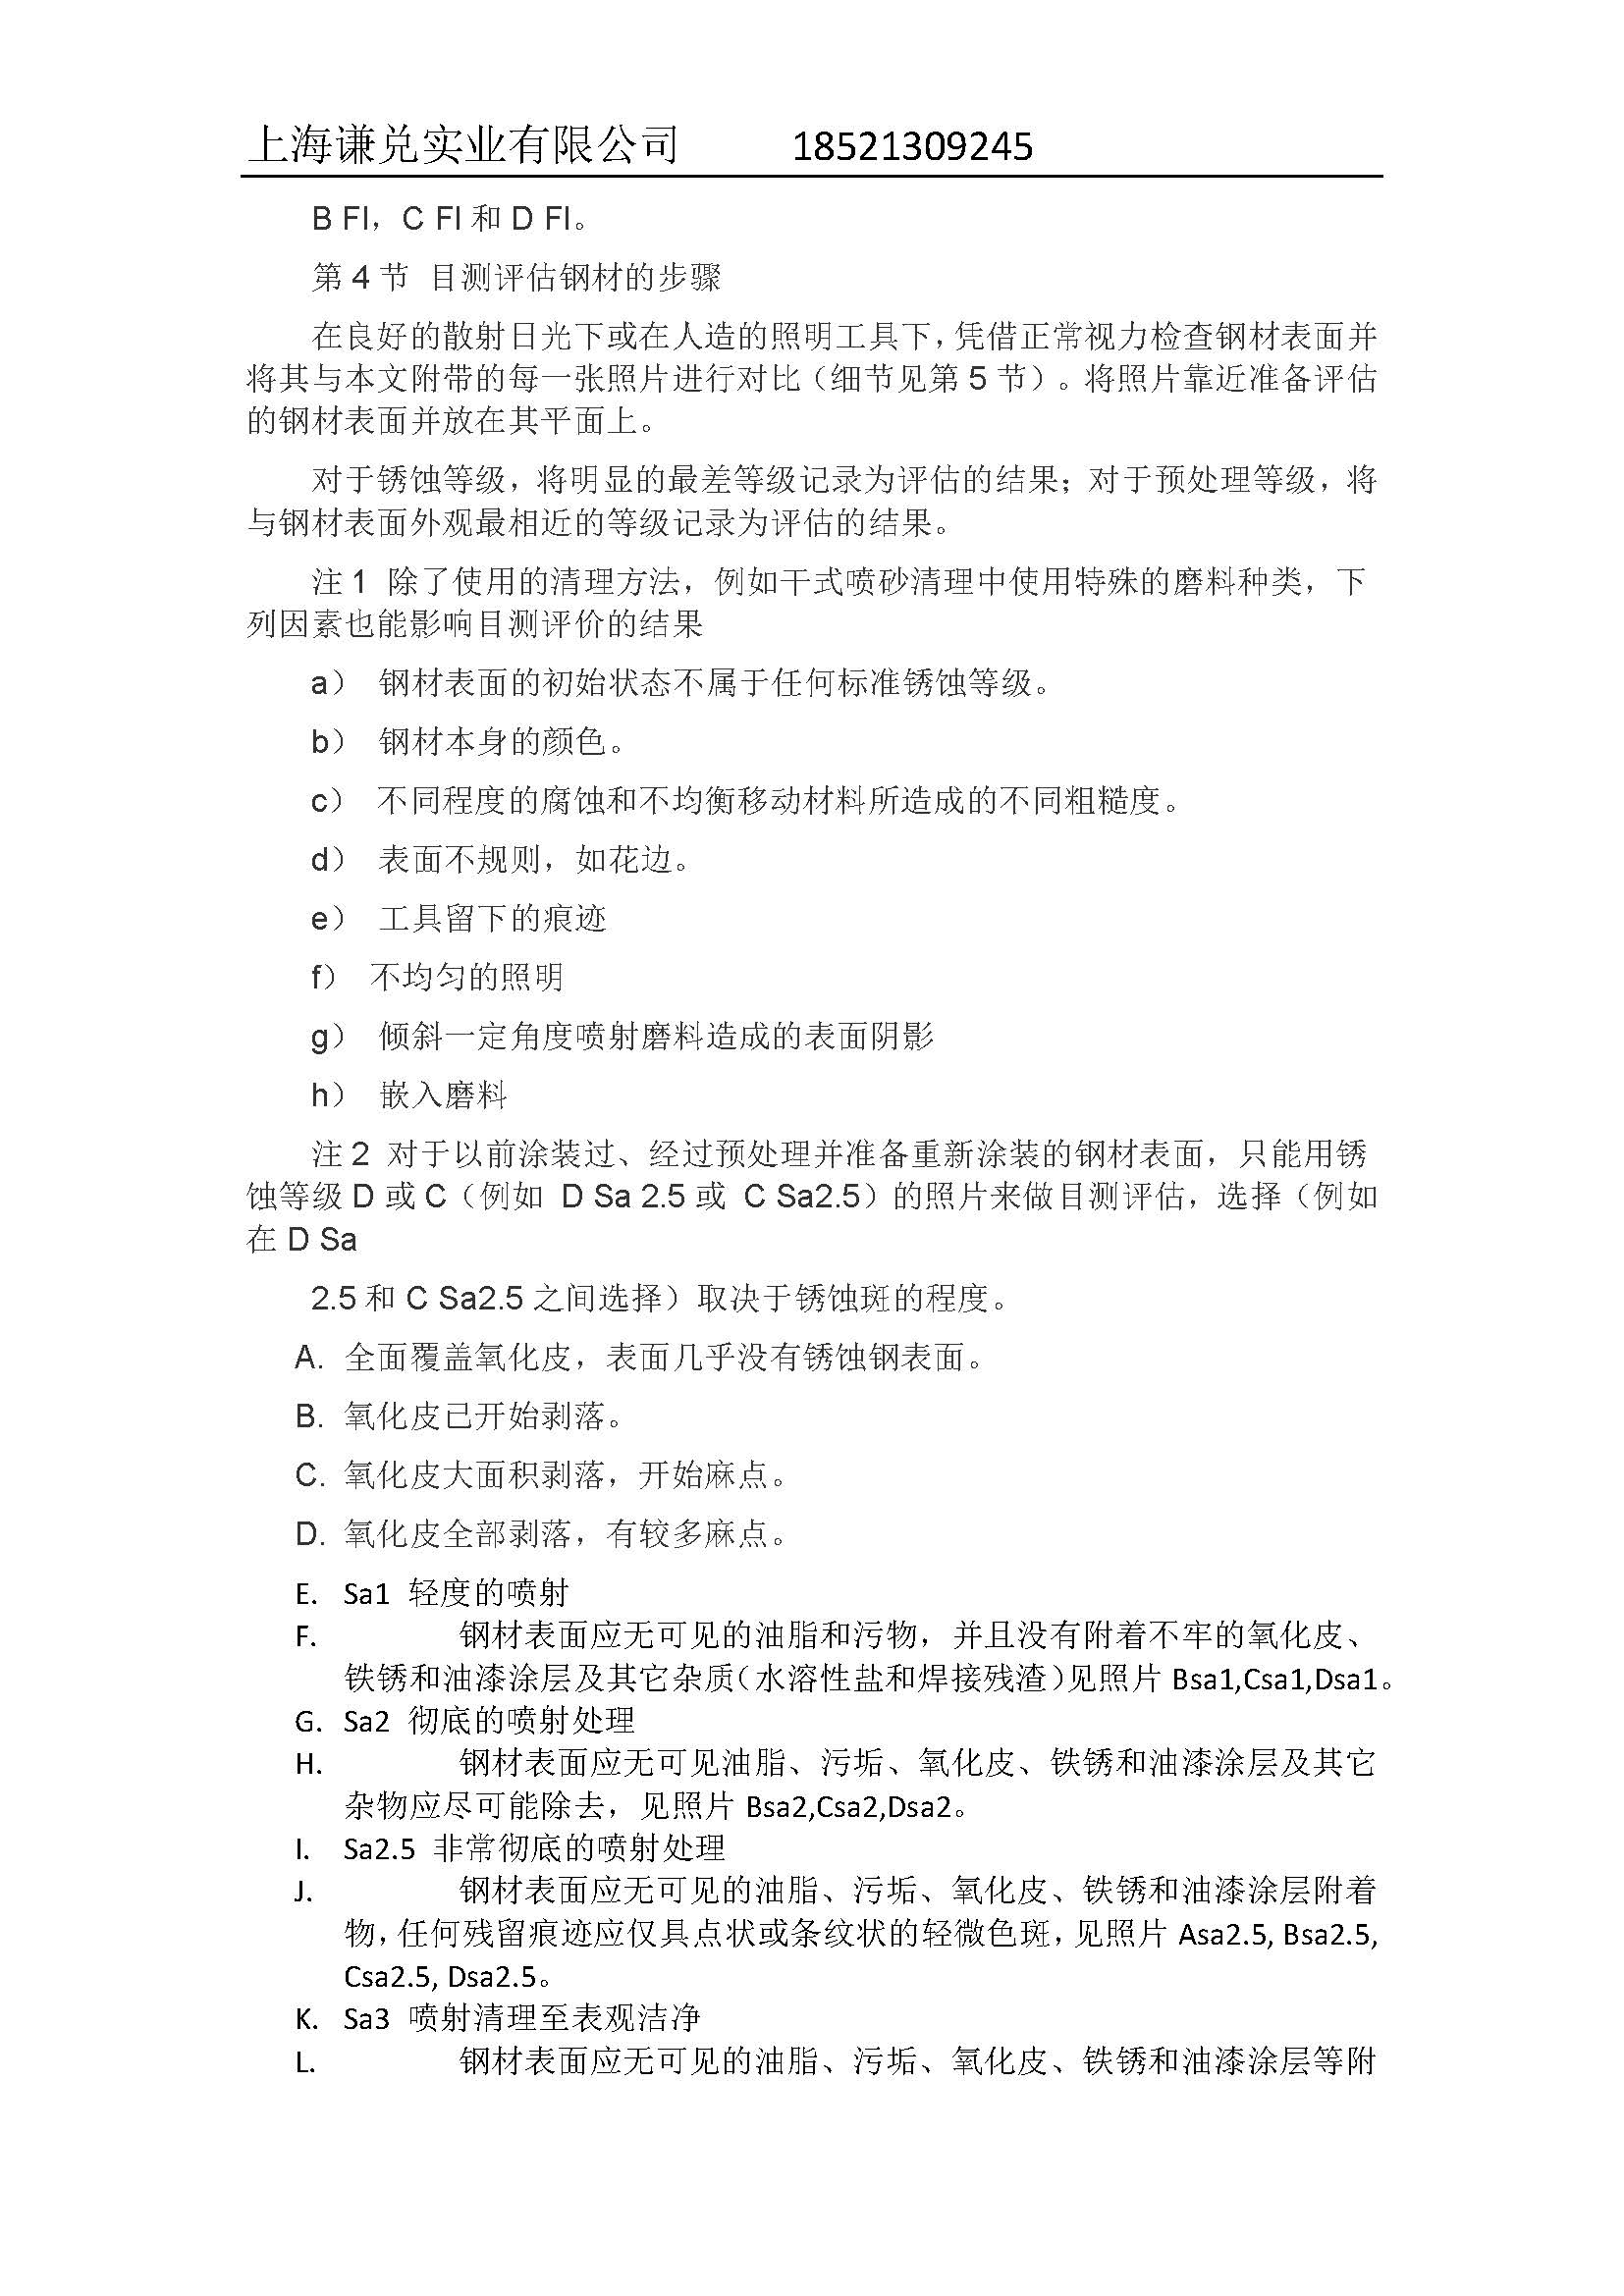 上海谦兑实业有限公司 18521309245
B Fl，C Fl 和 D Fl。
第 4 节 目测评估钢材的步骤
在良好的散射日光下或在人造的照明工具下，凭借正常视力检查钢材表面并
将其与本文附带的每一张照片进行对比（细节见第 5 节）。将照片靠近准备评估
的钢材表面并放在其平面上。
对于锈蚀等级，将明显的最差等级记录为评估的结果；对于预处理等级，将
与钢材表面外观最相近的等级记录为评估的结果。
注 1 除了使用的清理方法，例如干式喷砂清理中使用特殊的磨料种类，下
列因素也能影响目测评价的结果
a） 钢材表面的初始状态不属于任何标准锈蚀等级。
b） 钢材本身的颜色。
c） 不同程度的腐蚀和不均衡移动材料所造成的不同粗糙度。
d） 表面不规则，如花边。
e） 工具留下的痕迹
f） 不均匀的照明
g） 倾斜一定角度喷射磨料造成的表面阴影
h） 嵌入磨料
注 2 对于以前涂装过、经过预处理并准备重新涂装的钢材表面，只能用锈
蚀等级 D 或 C（例如 D Sa 2.5 或 C Sa2.5）的照片来做目测评估，选择（例如
在 D Sa
2.5 和 C Sa2.5 之间选择）取决于锈蚀斑的程度。
A. 全面覆盖氧化皮，表面几乎没有锈蚀钢表面。
B. 氧化皮已开始剥落。
C. 氧化皮大面积剥落，开始麻点。
D. 氧化皮全部剥落，有较多麻点。
E. Sa1 轻度的喷射
F. 钢材表面应无可见的油脂和污物，并且没有附着不牢的氧化皮、
铁锈和油漆涂层及其它杂质（水溶性盐和焊接残渣）见照片 Bsa1,Csa1,Dsa1。
G. Sa2 彻底的喷射处理
H. 钢材表面应无可见油脂、污垢、氧化皮、铁锈和油漆涂层及其它
杂物应尽可能除去，见照片 Bsa2,Csa2,Dsa2。
I. Sa2.5 非常彻底的喷射处理
J. 钢材表面应无可见的油脂、污垢、氧化皮、铁锈和油漆涂层附着
物，任何残留痕迹应仅具点状或条纹状的轻微色斑，见照片 Asa2.5, Bsa2.5,
Csa2.5, Dsa2.5。
K. Sa3 喷射清理至表观洁净
L. 钢材表面应无可见的油脂、污垢、氧化皮、铁锈和油漆涂层等附